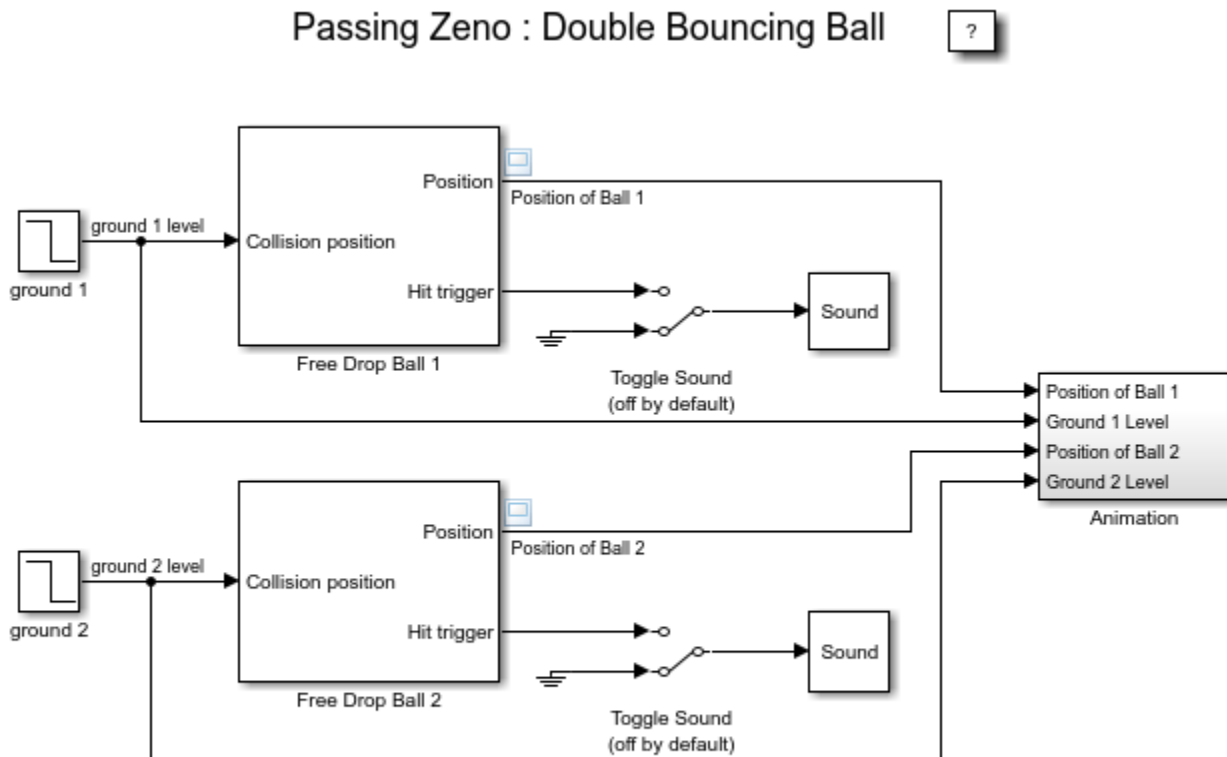 Passing Zeno : Double Bouncing Ball
?
Position
Position of Ball 1
ground 1 level
Collision position
ground 1
Hit trigger
Sound
Free Drop Ball 1
Toggle Sound
(off by default)
Position of Ball 1
Ground 1 Level
Position of Ball 2
Ground 2 Level
Animation
Position
Position of Ball 2
ground 2 level
Collision position
ground 2
Hit trigger
Sound
Free Drop Ball 2
Toggle Sound
(off by default)